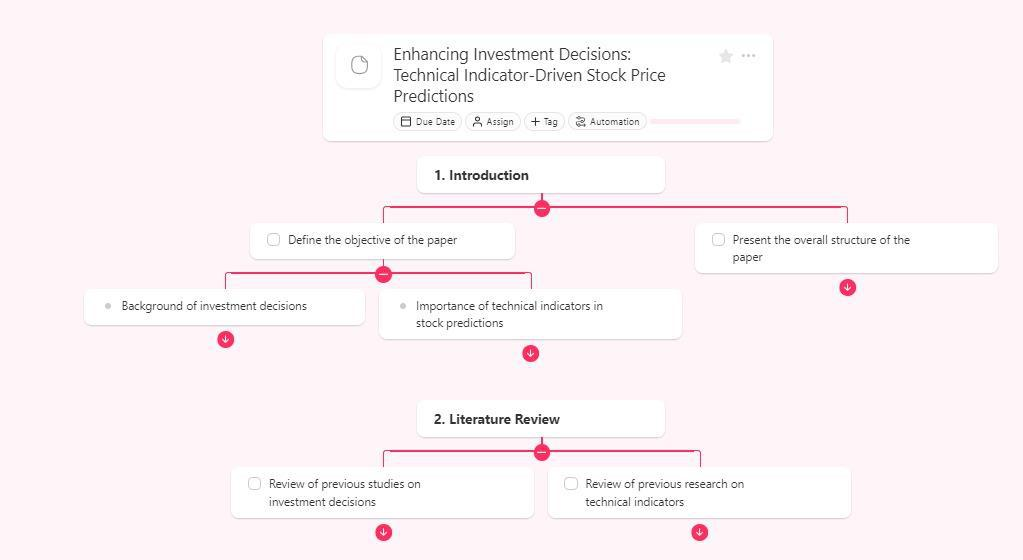 Enhancing Investment Decisions:
Technical Indicator-Driven Stock Price
Predictions
Due Date
Assign
Tag
Automation
1. Introduction
Define the objective of the paper
Present the overall structure of the
paper
Background of investment decisions
Importance of technical indicators in
stock predictions
2. Literature Review
Review of previous studies on
investment decisions
Review of previous research on
technical indicators